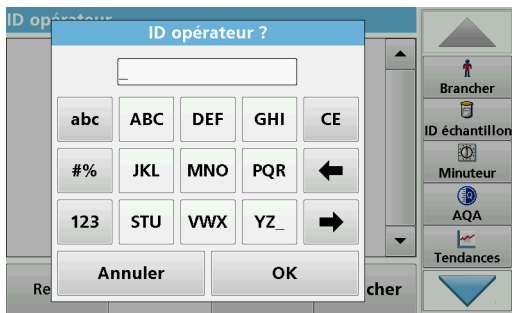 ID opérateur
ID opérateur ?
_
abc ABC DEF GHI CE
#% JKL MNO PQR
123 STU VWX YZ_
Annuler OK
Brancher
ID échantillon
Minuteur
AQA
Tendances